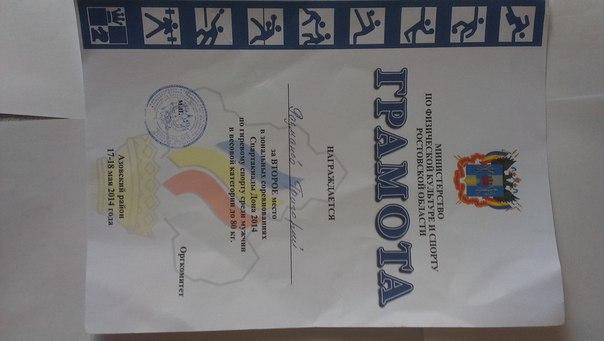 МИНИСТЕРСТВО
ПО ФИЗИЧЕСКОЙ КУЛЬТУРЕ И СПОРТУ
РОСТОВСКОЙ ОБЛАСТИ
ГРАМОТА
НАГРАЖДАЕТСЯ
за ВТОРОЕ место
в зональных соревнованиях
Спартакиады Дона 2014
по гиревому спорту среди мужчин
в весовой категории до 80 кг.
Оргкомитет
М.П.
Азовский район
17-18 мая 2014 года